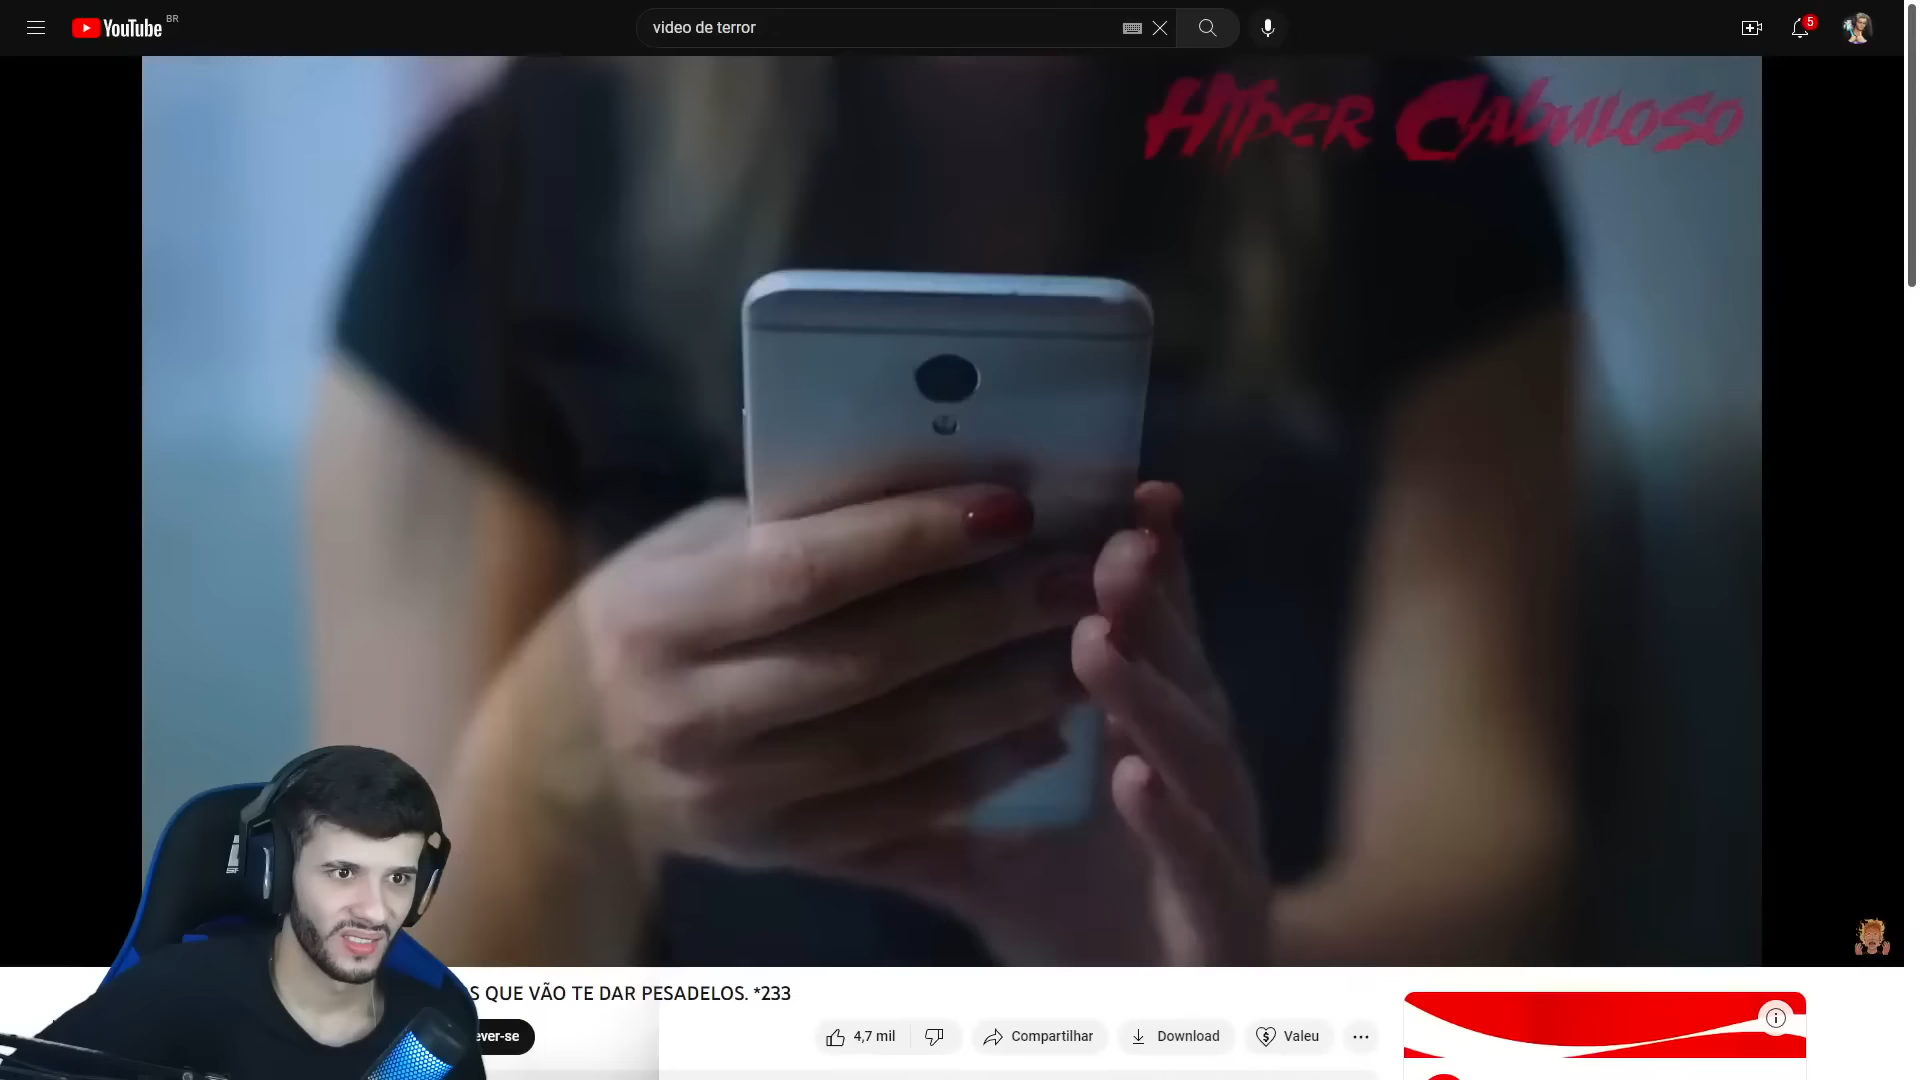 YouTube BR
video de terror
5
Hiper Cabuloso
S QUE VÃO TE DAR PESADELOS. *233
ever-se
4,7 mil
Compartilhar
Download
Valeu